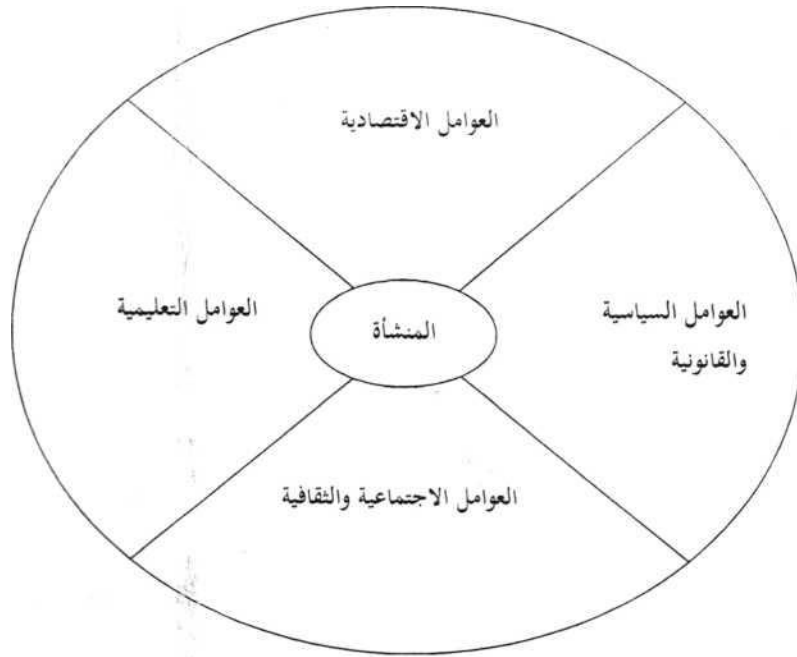 العوامل الاقتصادية
العوامل السياسية
والقانونية
المنشأة
العوامل التعليمية
العوامل الاجتماعية والثقافية